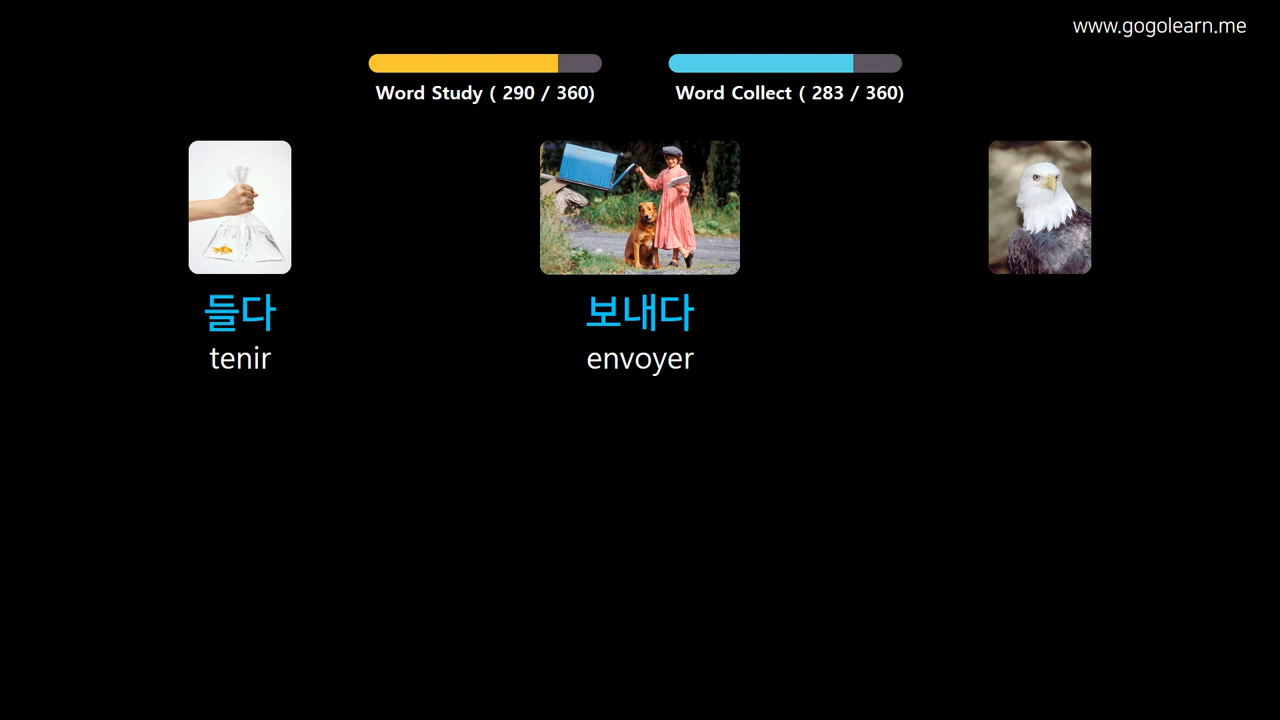 www.gogolearn.me
Word Study ( 290 / 360)
Word Collect ( 283 / 360)
들다
tenir
보내다
envoyer